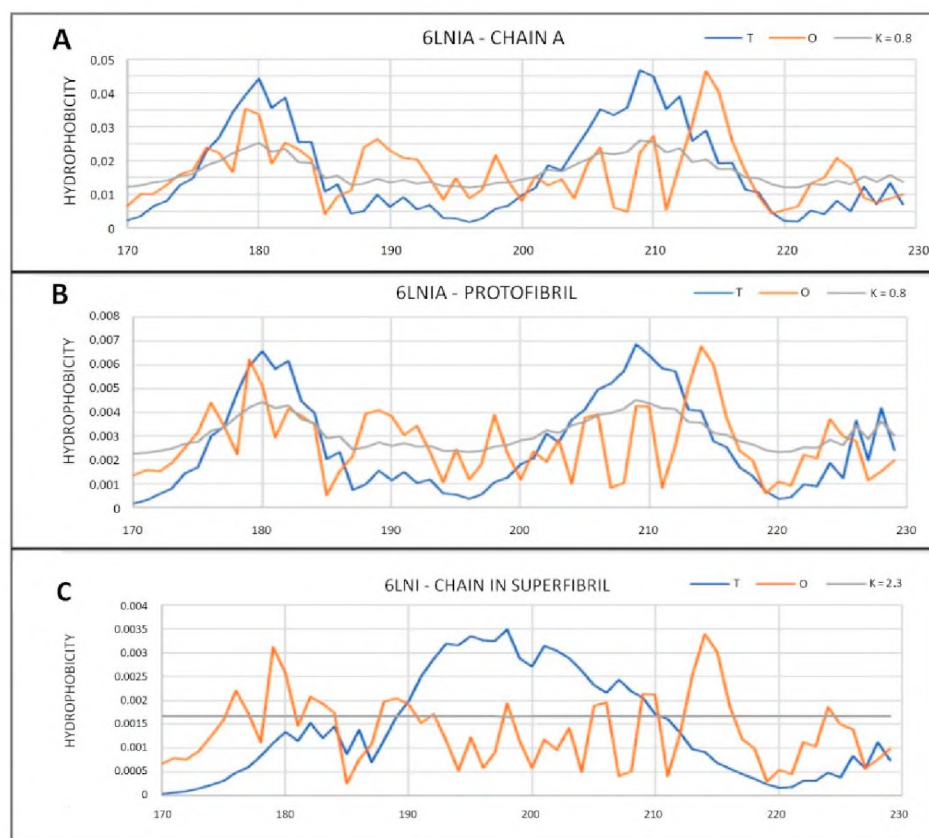 A
6LNIA - CHAIN A
T O K = 0.8
HYDROPHOBICITY
0.05
0.04
0.03
0.02
0.01
0
170 180 190 200 210 220 230
B
6LNIA - PROTOFIBRIL
T O K = 0.8
HYDROPHOBICITY
0.008
0.007
0.006
0.005
0.004
0.003
0.002
0.001
0
170 180 190 200 210 220 230
C
6LNI - CHAIN IN SUPERFIBRIL
T O K = 2.3
HYDROPHOBICITY
0.004
0.0035
0.003
0.0025
0.002
0.0015
0.001
0.0005
0
170 180 190 200 210 220 230